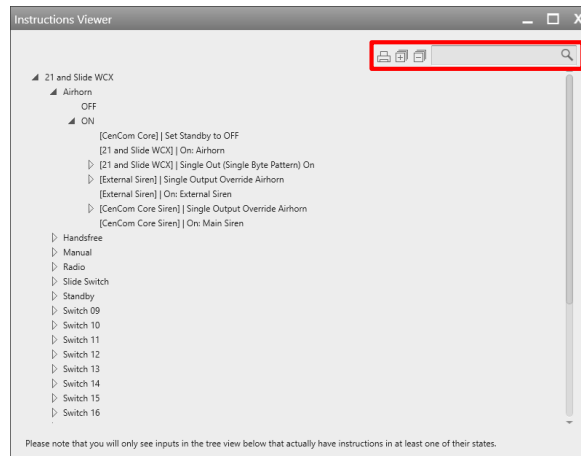 Instructions Viewer
21 and Slide WCX
Airhorn
OFF
ON
[CenCom Core] | Set Standby to OFF
[21 and Slide WCX] | On: Airhorn
[21 and Slide WCX] | Single Out (Single Byte Pattern) On
[External Siren] | Single Output Override Airhorn
[External Siren] | On: External Siren
[CenCom Core Siren] | Single Output Override Airhorn
[CenCom Core Siren] | On: Main Siren
Handsfree
Manual
Radio
Slide Switch
Standby
Switch 09
Switch 10
Switch 11
Switch 12
Switch 13
Switch 14
Switch 15
Switch 16
Please note that you will only see inputs in the tree view below that actually have instructions in at least one of their states.